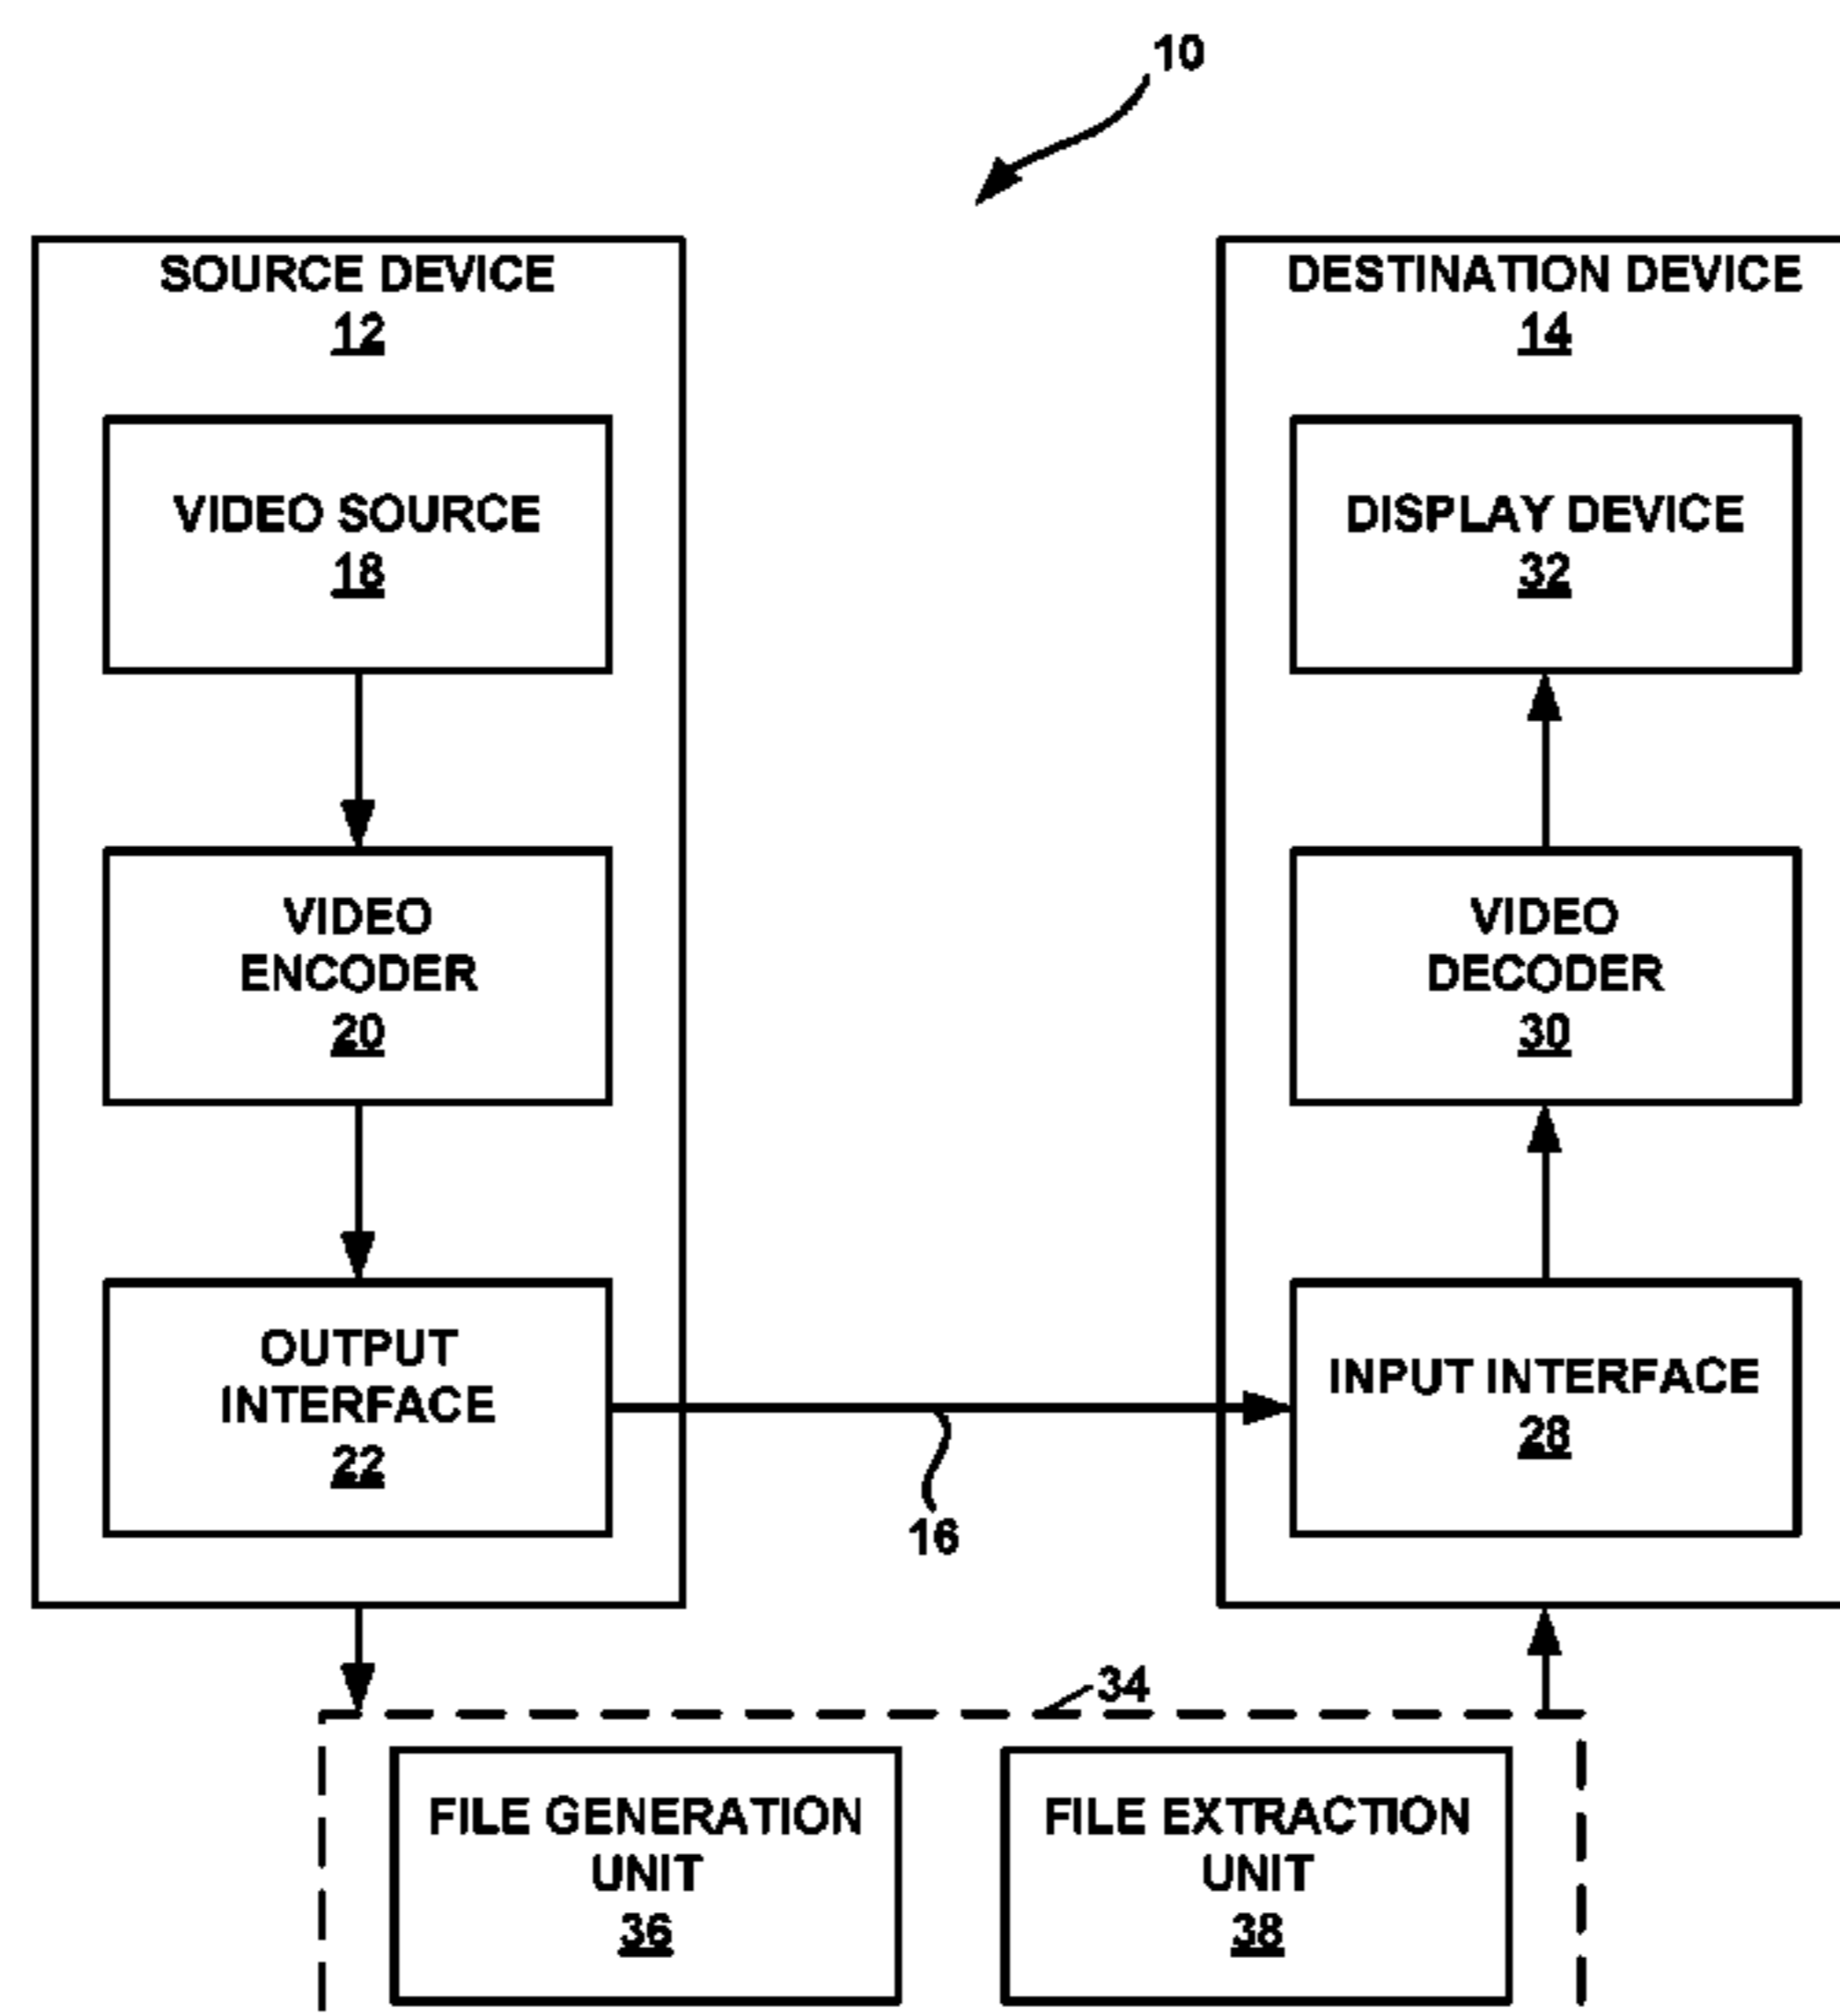 10
SOURCE DEVICE
12
VIDEO SOURCE
18
VIDEO
ENCODER
20
OUTPUT
INTERFACE
22
16
DESTINATION DEVICE
14
DISPLAY DEVICE
32
VIDEO
DECODER
30
INPUT INTERFACE
28
34
FILE GENERATION
UNIT
36
FILE EXTRACTION
UNIT
38